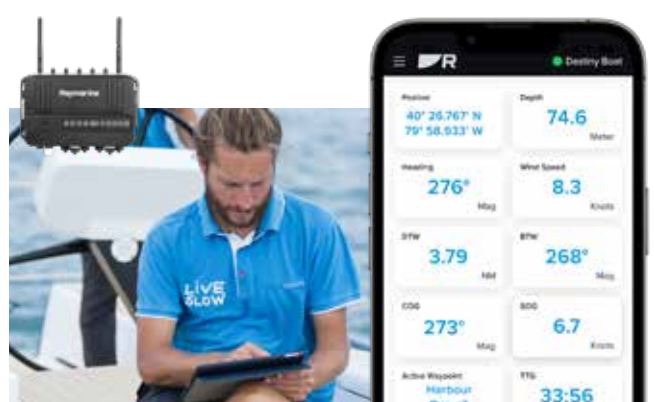 Raymarine
LIVE
SLOW
R
Destiny Boat
Position
40° 26.767' N
79° 58.933' W
Depth
74.6
Meter
Heading
276°
Mag
Wind Speed
8.3
Knots
DTW
3.79
NM
BTW
268°
Mag
COG
273°
Mag
SOG
6.7
Knots
Active Waypoint
Harbour
TTG
33:56